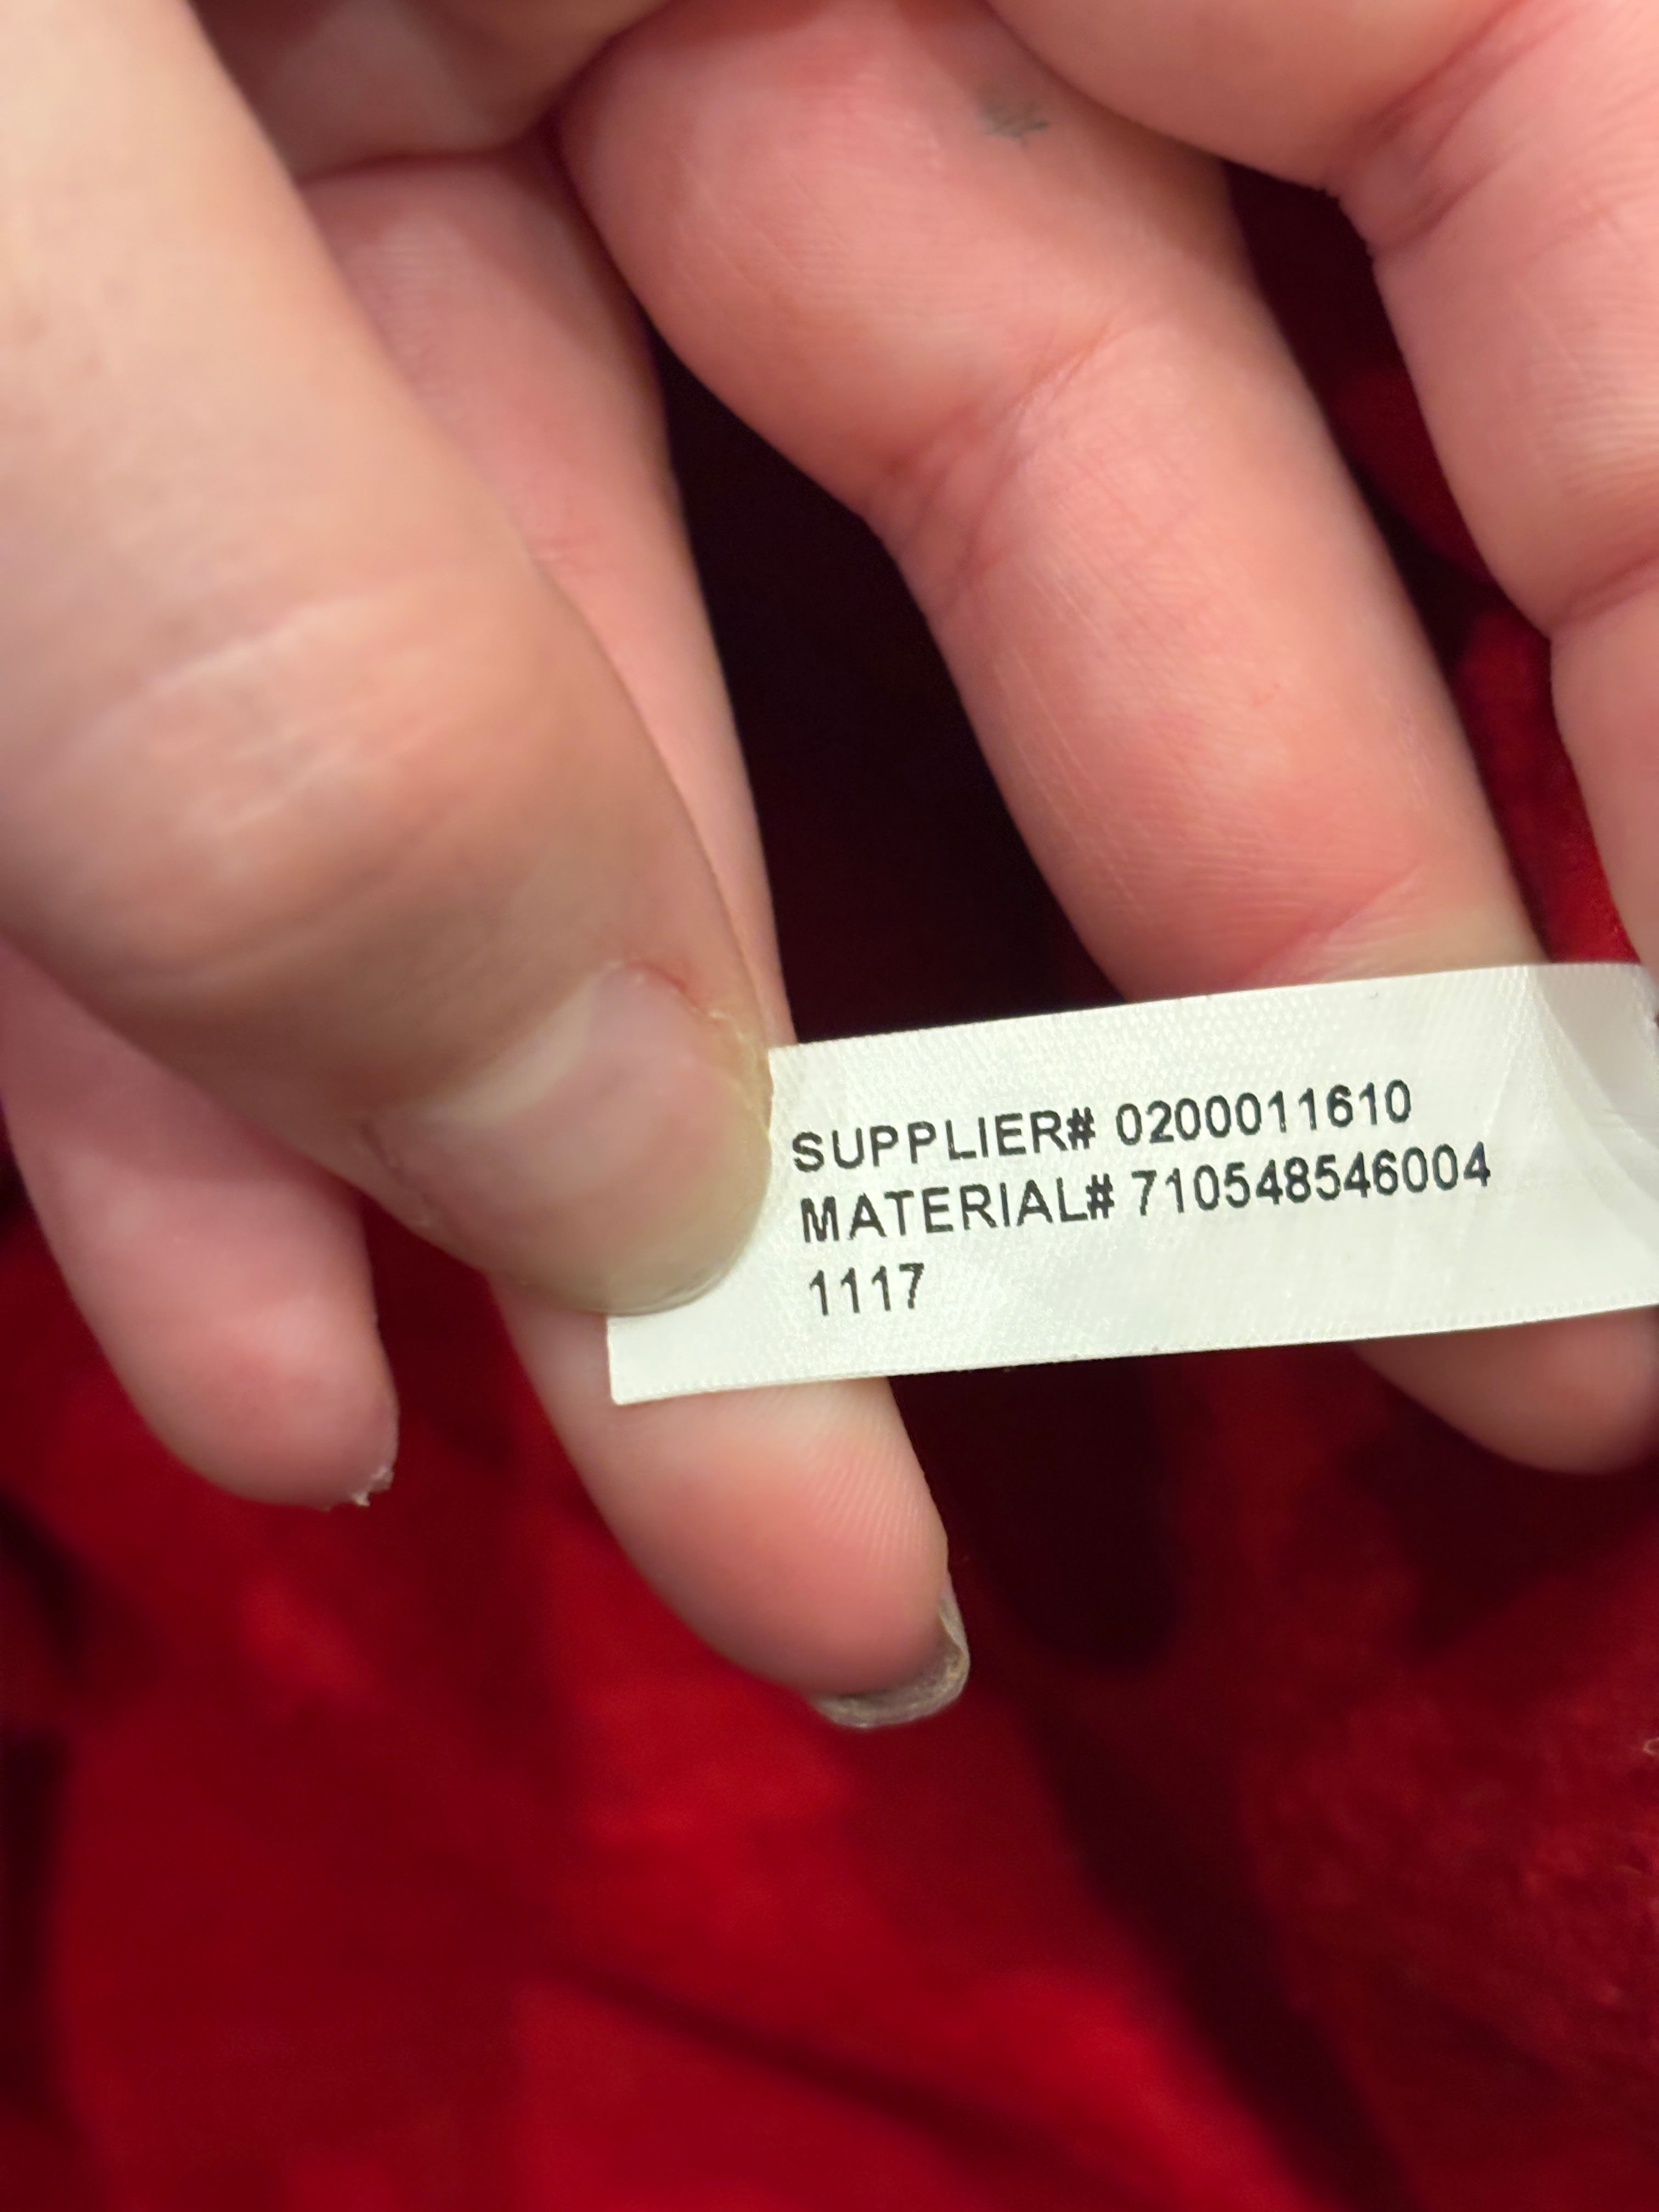 SUPPLIER# 0200011610
MATERIAL# 710548546004
1117